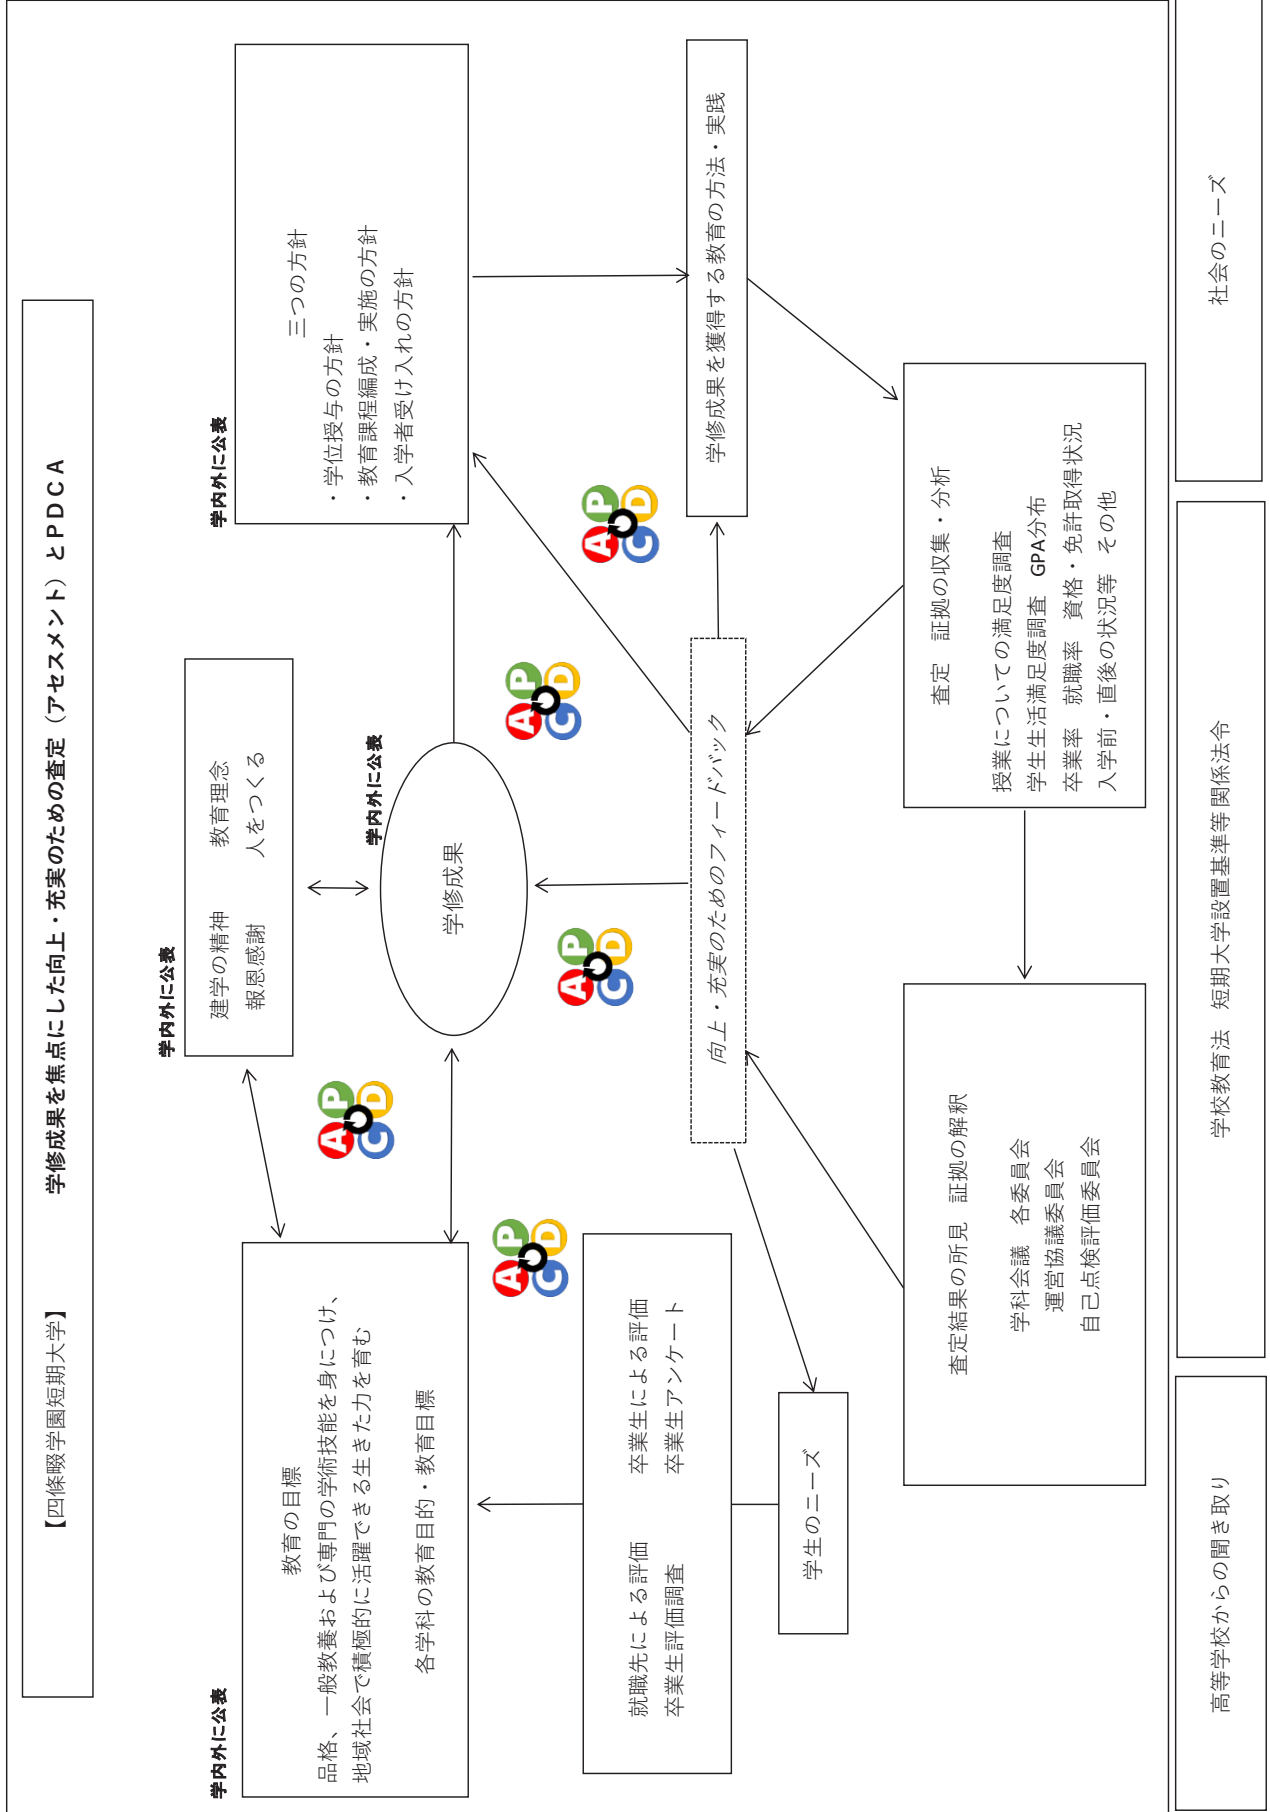 【四條畷学園短期大学】 学修成果を焦点にした向上・充実のための査定（アセスメント）とＰＤＣＡ
学内外に公表
建学の精神 教育理念
報恩感謝 人をつくる
学内外に公表
教育の目標
品格、一般教養および専門の学術技能を身につけ、
地域社会で積極的に活躍できる生きた力を育む
各学科の教育目的・教育目標
学内外に公表
学修成果
学内外に公表
三つの方針
・学位授与の方針
・教育課程編成・実施の方針
・入学者受け入れの方針
A P
C D
A P
C D
A P
C D
A P
C D
A P
C D
就職先による評価 卒業生による評価
卒業生評価調査 卒業生アンケート
向上・充実のためのフィードバック
学修成果を獲得する教育の方法・実践
学生のニーズ
査定結果の所見 証拠の解釈
学科会議 各委員会
運営協議委員会
自己点検評価委員会
査定 証拠の収集・分析
授業についての満足度調査
学生生活満足度調査 GPA分布
卒業率 就職率 資格・免許取得状況
入学前・直後の状況等 その他
高等学校からの聞き取り
学校教育法 短期大学設置基準等関係法令
社会のニーズ